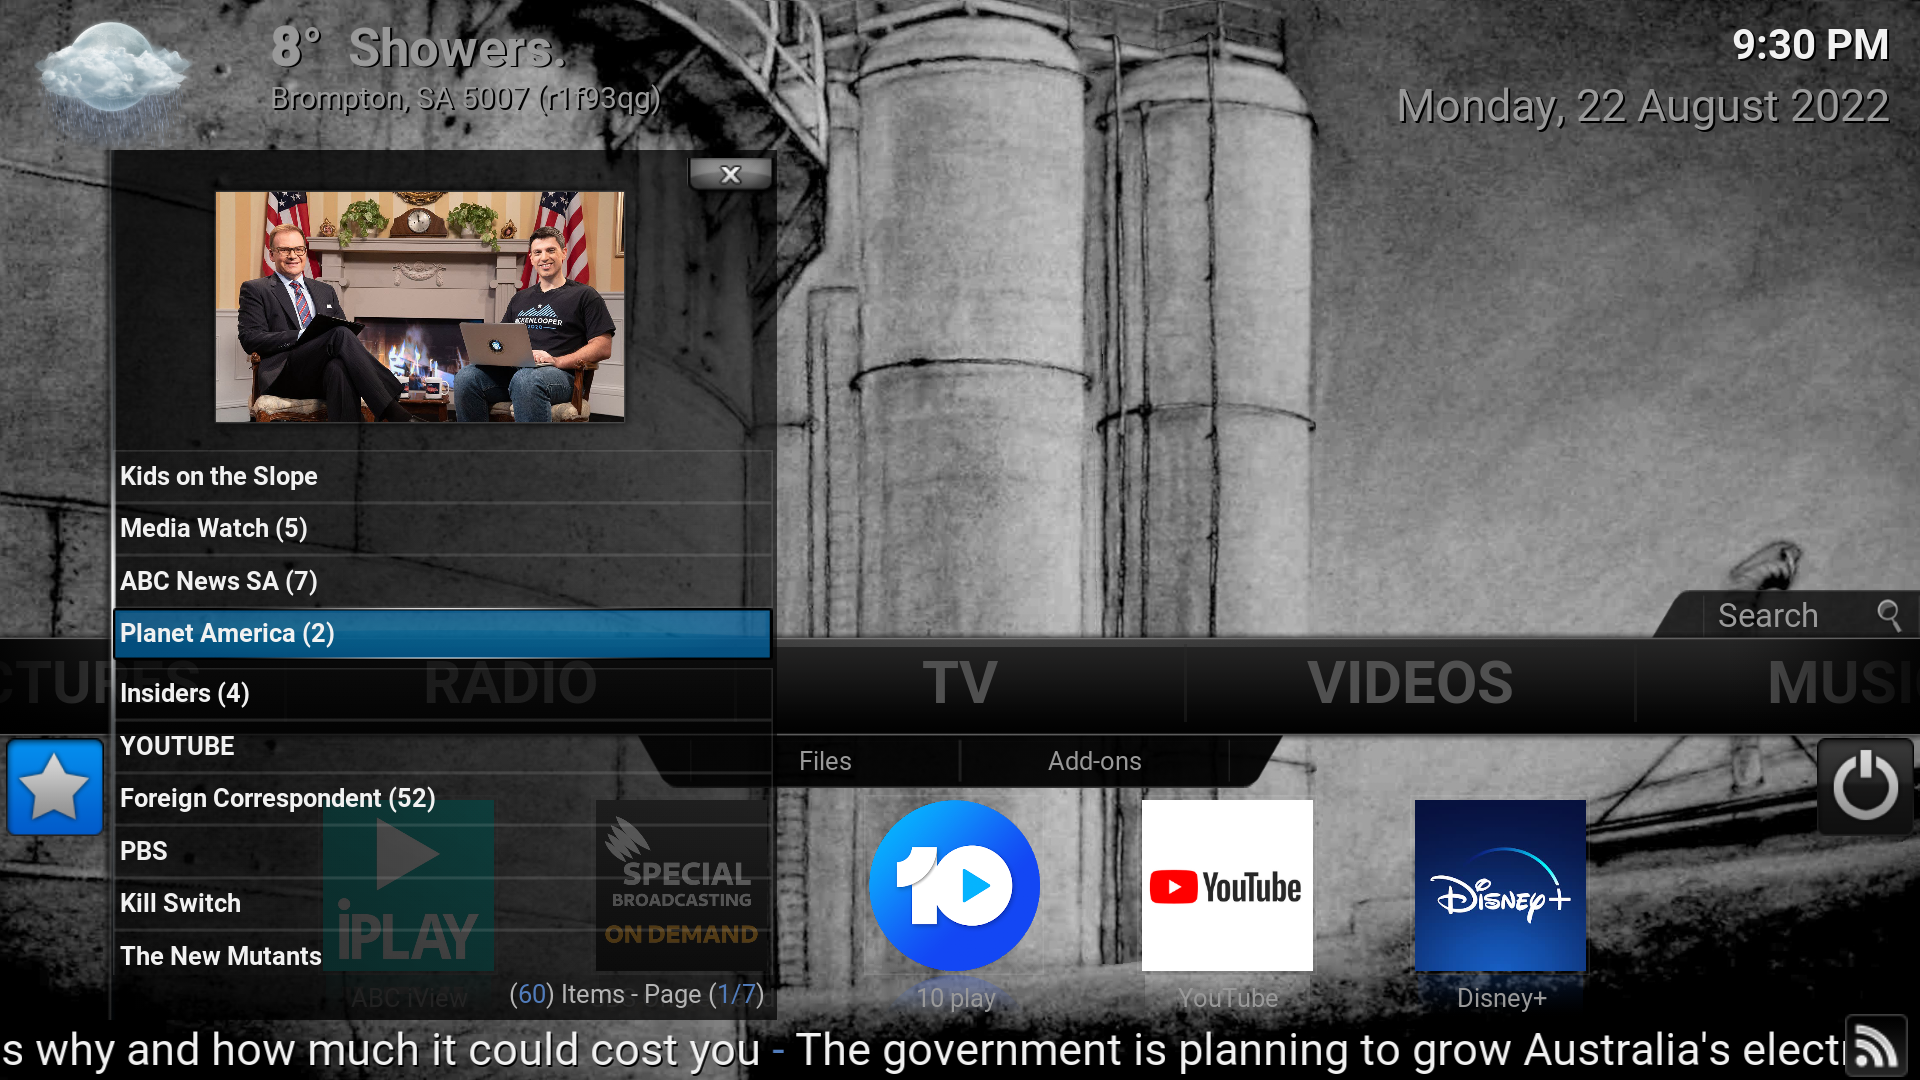 8° Showers.
Brompton, SA 5007 (r1f93qg)
9:30 PM
Monday, 22 August 2022
X
Kids on the Slope
Media Watch (5)
ABC News SA (7)
Planet America (2)
Insiders (4)
YOUTUBE
Foreign Correspondent (52)
PBS
Kill Switch
The New Mutants
(60) Items - Page (1/7)
Search
RADIO
TV
VIDEOS
MUSI
Files
Add-ons
iPLAY
SPECIAL
BROADCASTING
ON DEMAND
10
YouTube
Disney+
ABC iView
10 play
YouTube
Disney+
s why and how much it could cost you - The government is planning to grow Australia's elect